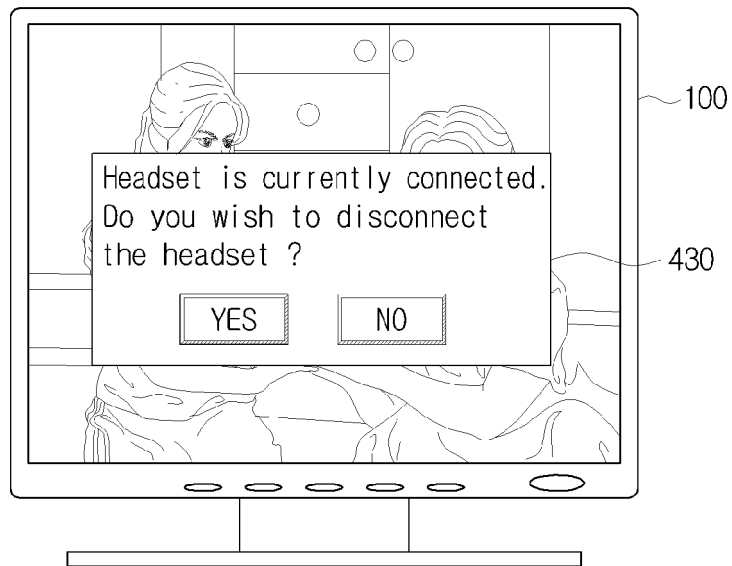 100
Headset is currently connected.
Do you wish to disconnect
the headset ?
430
YES NO